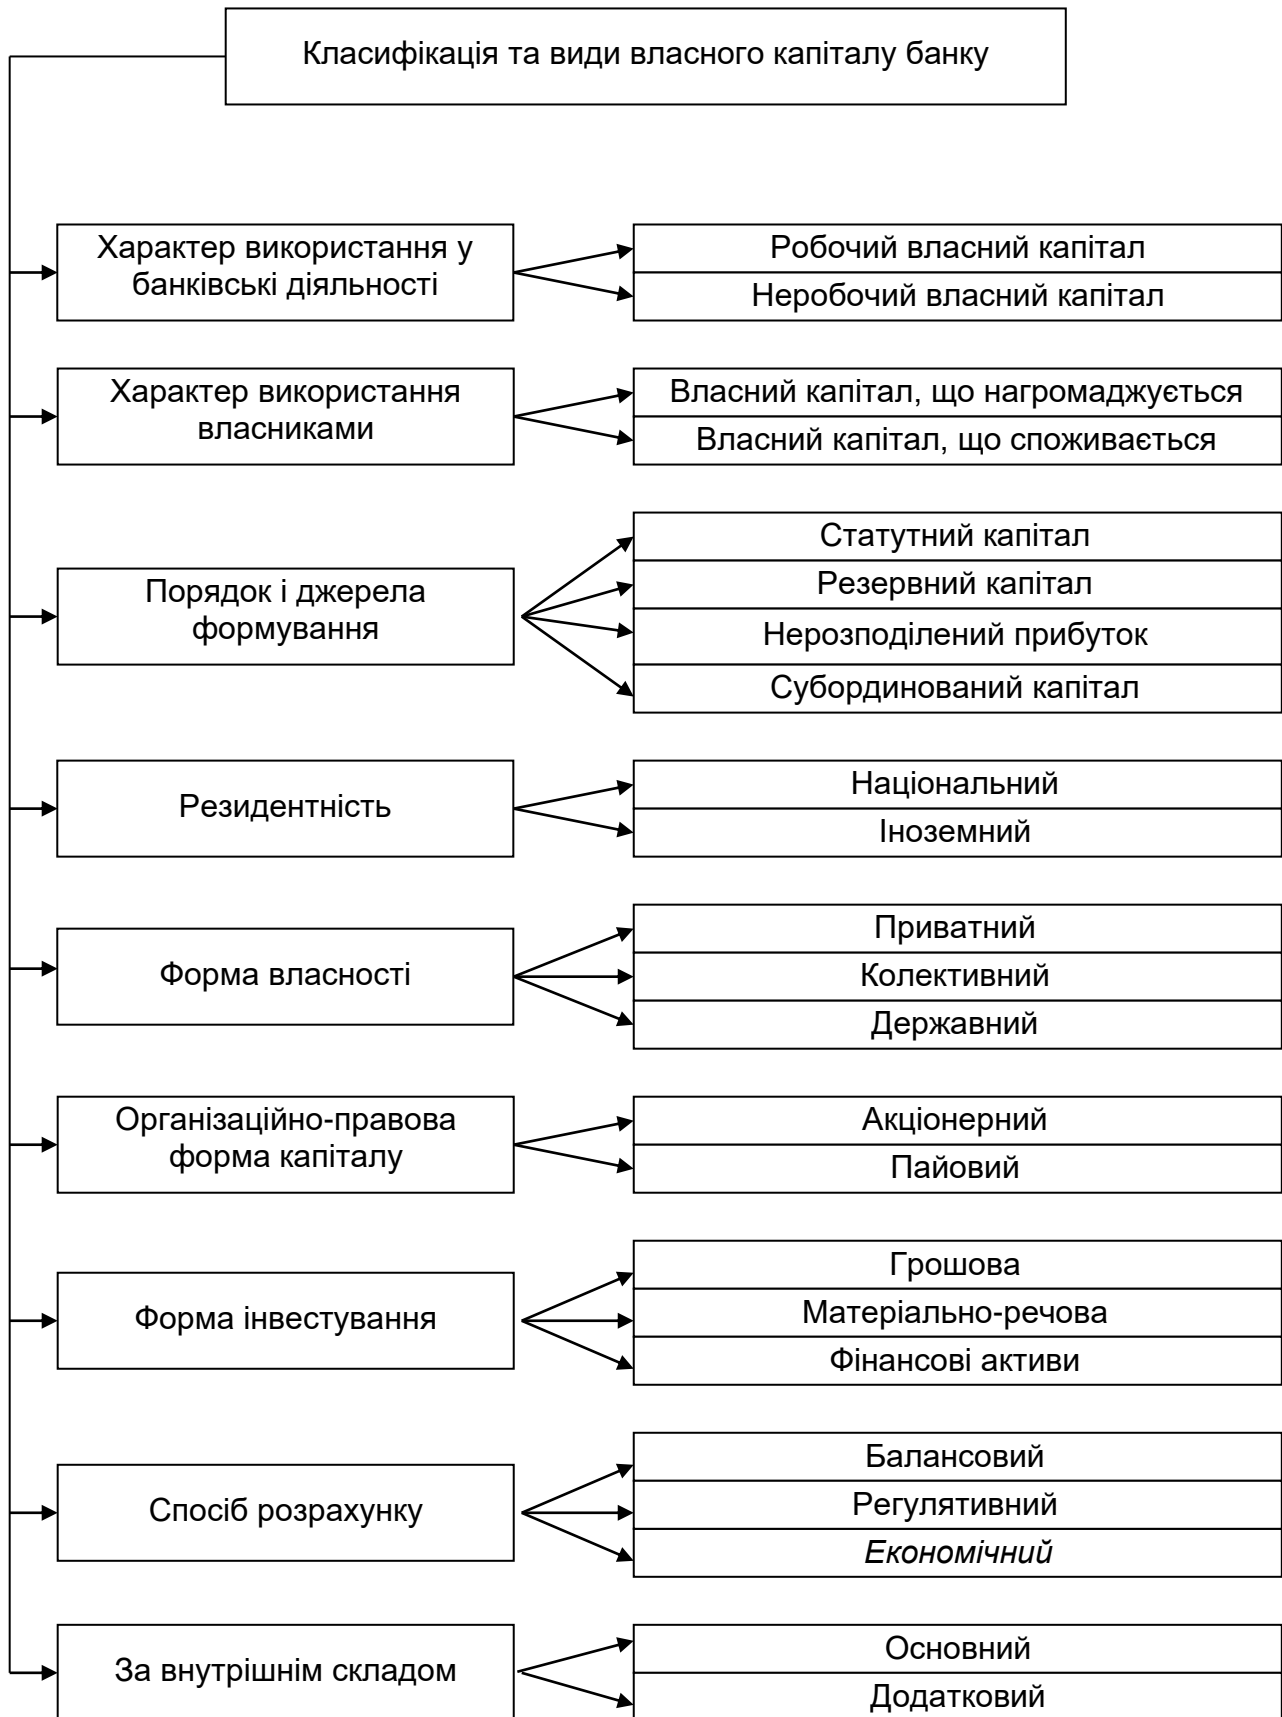 Класифікація та види власного капіталу банку
Характер використання у
банківські діяльності
Робочий власний капітал
Неробочий власний капітал
Характер використання
власниками
Власний капітал, що нагромаджується
Власний капітал, що споживається
Порядок і джерела
формування
Статутний капітал
Резервний капітал
Нерозподілений прибуток
Субординований капітал
Резидентність
Національний
Іноземний
Форма власності
Приватний
Колективний
Державний
Організаційно-правова
форма капіталу
Акціонерний
Пайовий
Форма інвестування
Грошова
Матеріально-речова
Фінансові активи
Спосіб розрахунку
Балансовий
Регулятивний
Економічний
За внутрішнім складом
Основний
Додатковий